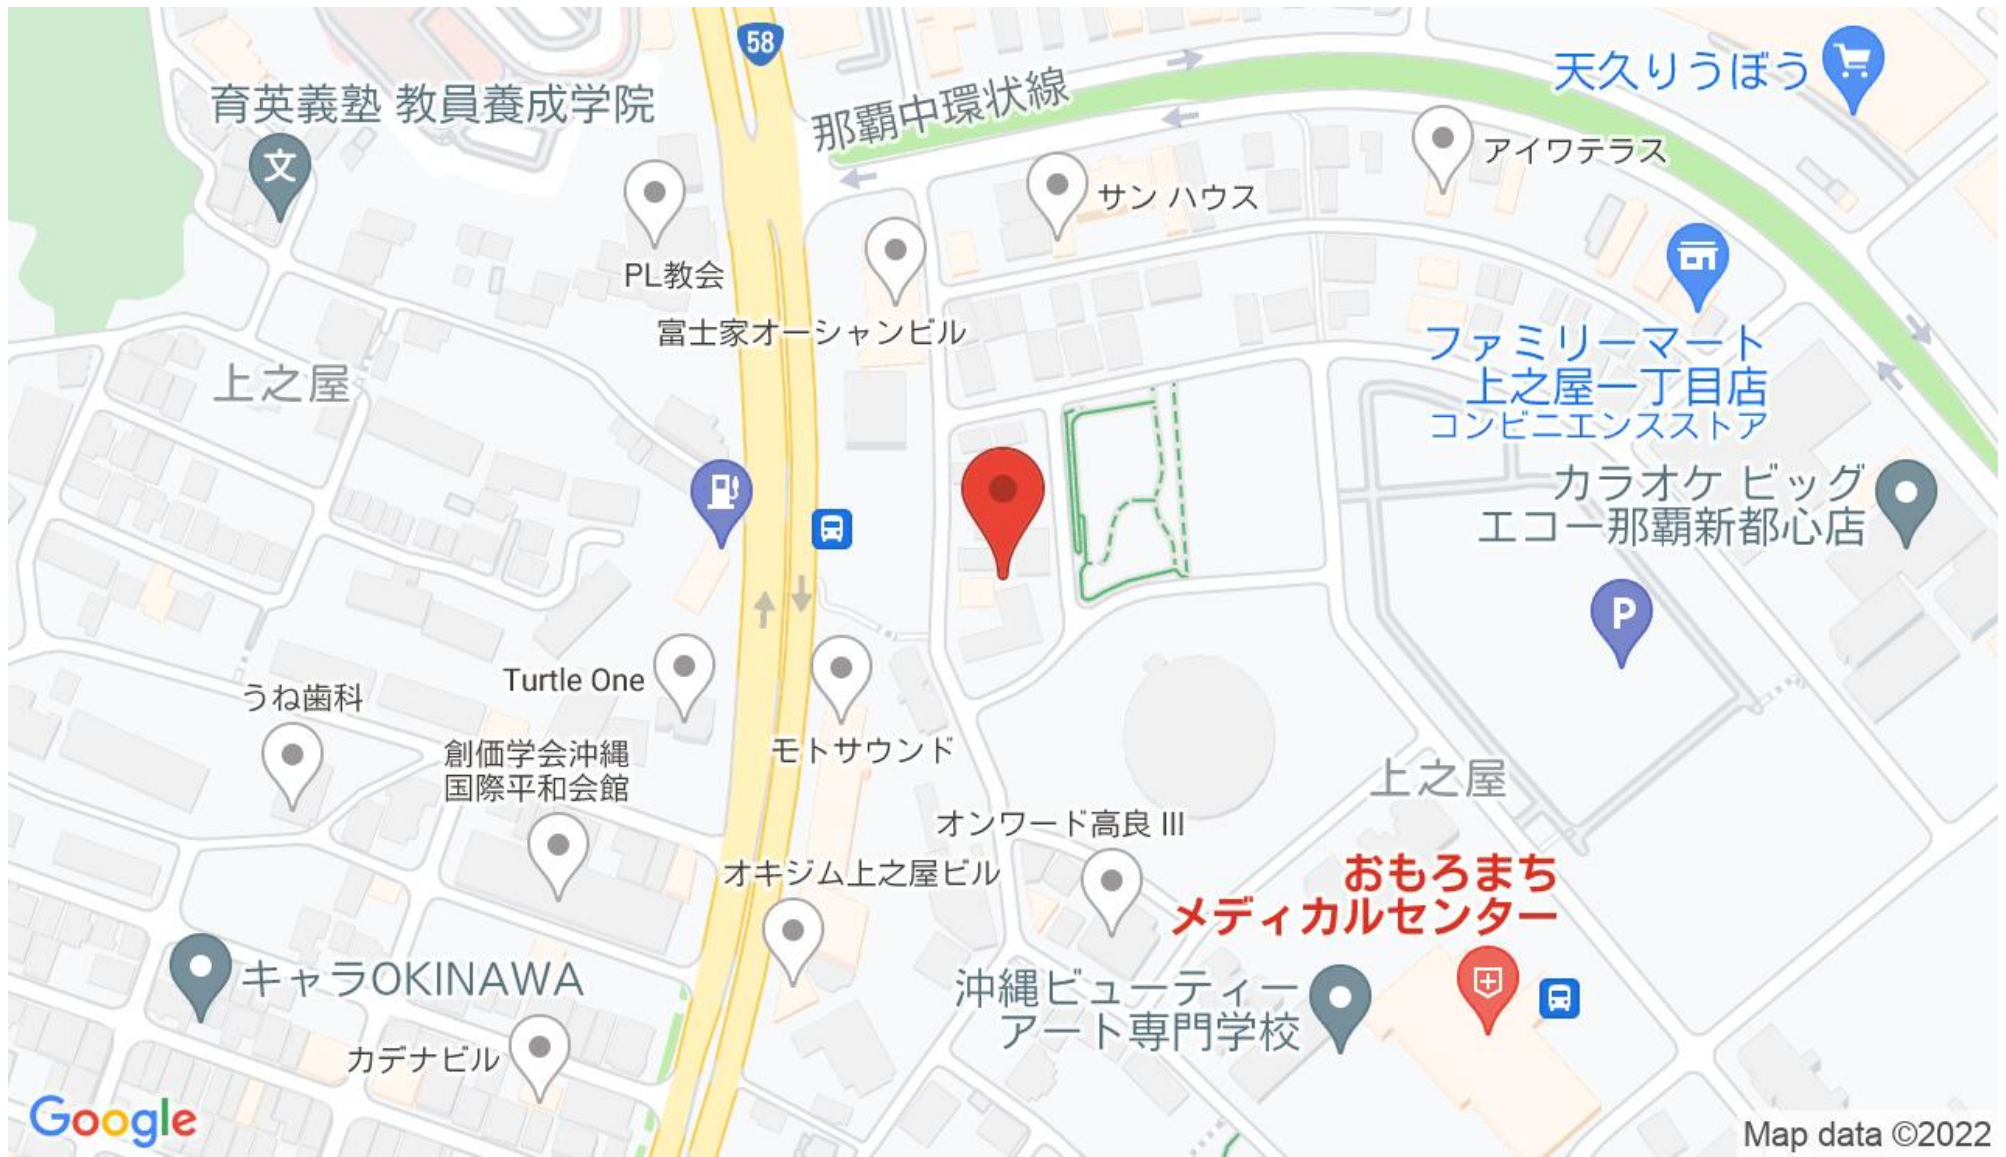 58
天久りうぼう
那覇中環状線
育英義塾 教員養成学院
文
アイワテラス
サン ハウス
PL教会
富士家オーシャンビル
ファミリーマート
上之屋一丁目店
コンビニエンスストア
上之屋
カラオケ ビッグ
エコー那覇新都心店
P
Turtle One
うね歯科
モトサウンド
創価学会沖縄
国際平和会館
上之屋
オンワード高良 III
オキジム上之屋ビル
おもろまち
メディカルセンター
キャラOKINAWA
沖縄ビューティー
アート専門学校
カデナビル
Google
Map data ©2022